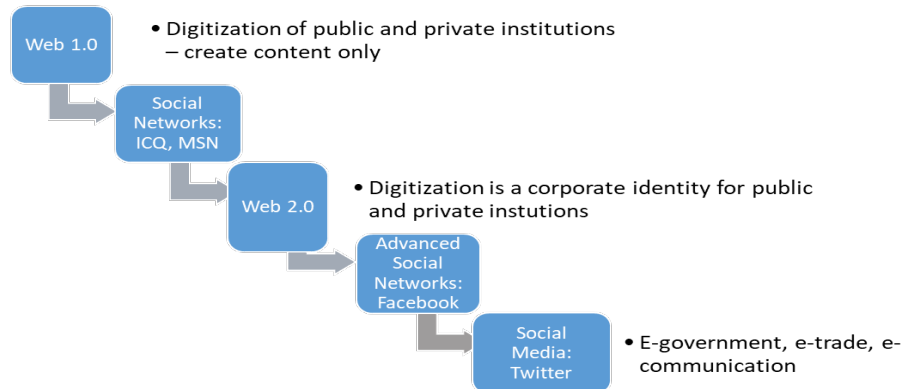 Web 1.0
• Digitization of public and private institutions
– create content only
Social
Networks:
ICQ, MSN
Web 2.0
• Digitization is a corporate identity for public
and private instutions
Advanced
Social
Networks:
Facebook
Social
Media:
Twitter
• E-government, e-trade, e-
communication